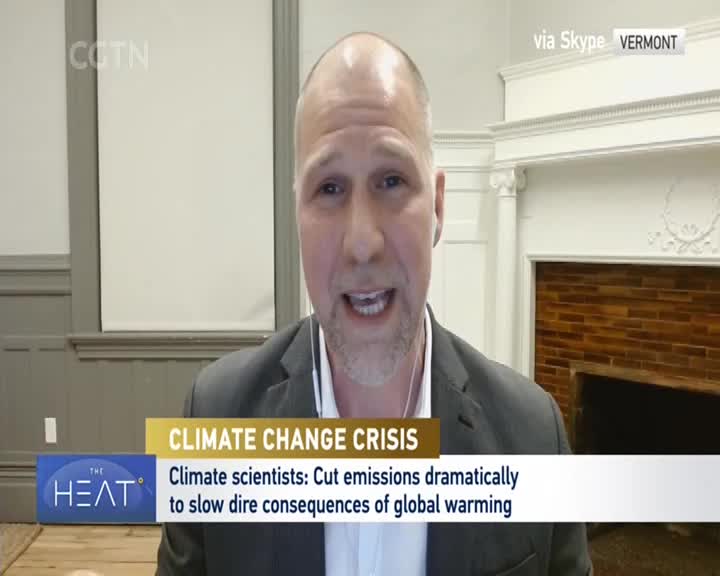 CGTN
via Skype VERMONT
CLIMATE CHANGE CRISIS
THE
HEAT
Climate scientists: Cut emissions dramatically
to slow dire consequences of global warming